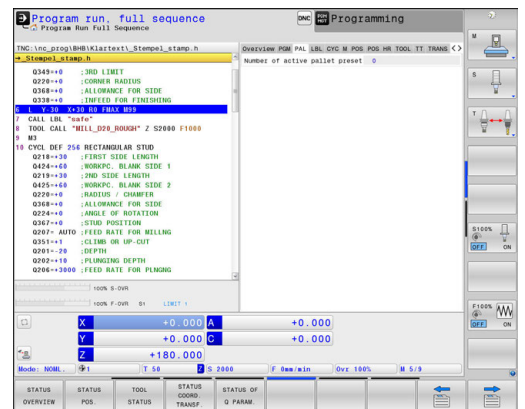 Program run, full sequence
Program Run Full Sequence
DNC
Programming
TNC:\nc_prog\BHB\Klartext\_Stempel_stamp.h
→_Stempel_stamp.h
Q349=+0 ;3RD LIMIT
Q220=+0 ;CORNER RADIUS
Q368=+0 ;ALLOWANCE FOR SIDE
Q338=+0 ;INFEED FOR FINISHING
6 L Y-30 X+30 R0 FMAX M99
7 CALL LBL "safe"
8 TOOL CALL "MILL_D20_ROUGH" Z S2000 F1000
9 M3
10 CYCL DEF 256 RECTANGULAR STUD
Q218=+30 ;FIRST SIDE LENGTH
Q424=+60 ;WORKPC. BLANK SIDE 1
Q219=+30 ;2ND SIDE LENGTH
Q425=+60 ;WORKPC. BLANK SIDE 2
Q220=+0 ;RADIUS / CHAMFER
Q368=+0 ;ALLOWANCE FOR SIDE
Q224=+0 ;ANGLE OF ROTATION
Q367=+0 ;STUD POSITION
Q207= AUTO ;FEED RATE FOR MILLNG
Q351=+1 ;CLIMB OR UP-CUT
Q201=-20 ;DEPTH
Q202=+10 ;PLUNGING DEPTH
Q206=+3000 ;FEED RATE FOR PLNGNG
Overview PGM PAL LBL CYC M POS POS HR TOOL TT TRANS
Number of active pallet preset 0
100% S-OVR
100% F-OVR S1 LIMIT 1
X +0.000 A +0.000
Y +0.000 C +0.000
Z +180.000
Mode: NOML. 1 T 50 Z S 2000 F 0mm/min Ovr 100% M 5/9
STATUS OVERVIEW
STATUS POS.
TOOL STATUS
STATUS COORD. TRANSF.
STATUS OF Q PARAM.
M
S
T
S100%
OFF ON
F100%
OFF ON